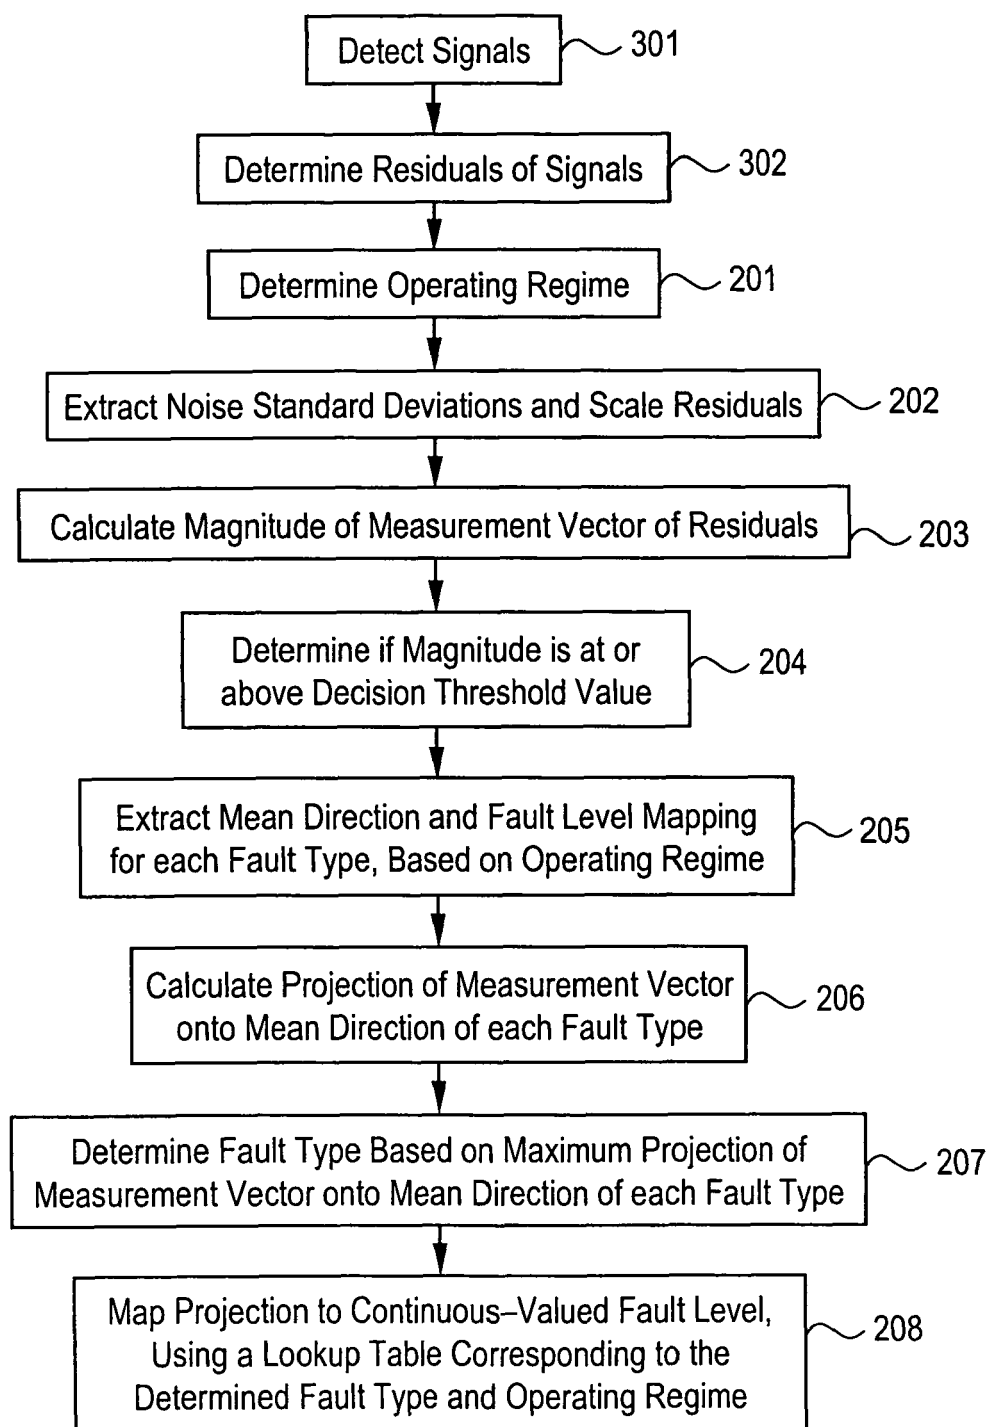 Detect Signals
301
Determine Residuals of Signals
302
Determine Operating Regime
201
Extract Noise Standard Deviations and Scale Residuals
202
Calculate Magnitude of Measurement Vector of Residuals
203
Determine if Magnitude is at or
above Decision Threshold Value
204
Extract Mean Direction and Fault Level Mapping
for each Fault Type, Based on Operating Regime
205
Calculate Projection of Measurement Vector
onto Mean Direction of each Fault Type
206
Determine Fault Type Based on Maximum Projection of
Measurement Vector onto Mean Direction of each Fault Type
207
Map Projection to Continuous–Valued Fault Level,
Using a Lookup Table Corresponding to the
Determined Fault Type and Operating Regime
208